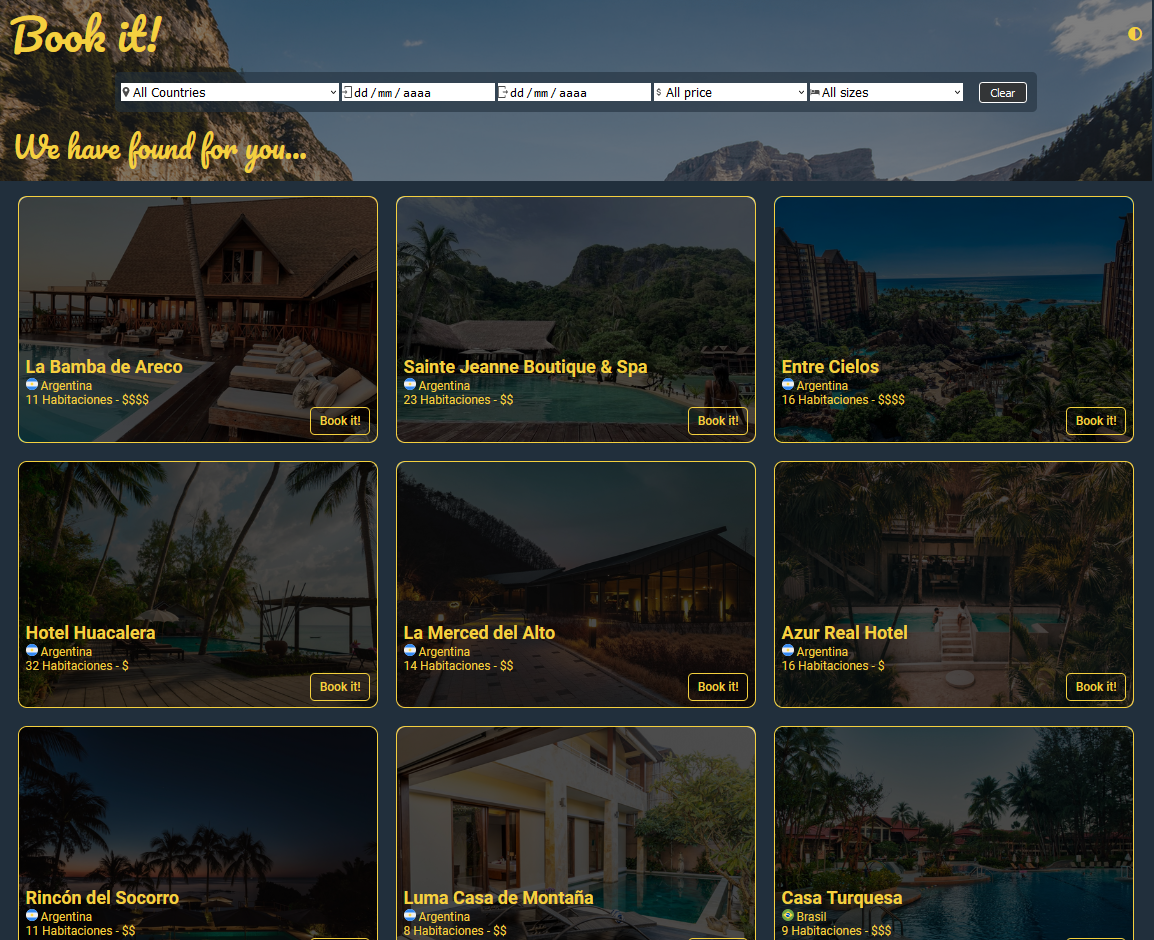 Book it!
All Countries dd / mm / aaaa dd / mm / aaaa $ All price All sizes Clear
We have found for you...
La Bamba de Areco
Argentina
11 Habitaciones - $$$$
Book it!
Sainte Jeanne Boutique & Spa
Argentina
23 Habitaciones - $$
Book it!
Entre Cielos
Argentina
16 Habitaciones - $$$$
Book it!
Hotel Huacalera
Argentina
32 Habitaciones - $
Book it!
La Merced del Alto
Argentina
14 Habitaciones - $$
Book it!
Azur Real Hotel
Argentina
16 Habitaciones - $
Book it!
Rincón del Socorro
Argentina
11 Habitaciones - $$
Luma Casa de Montaña
Argentina
8 Habitaciones - $$
Casa Turquesa
Brasil
9 Habitaciones - $$$